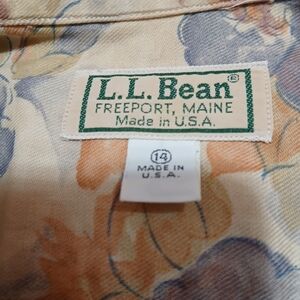 L.L.Bean®
FREEPORT, MAINE
Made in U.S.A.
14
MADE IN
U.S.A.